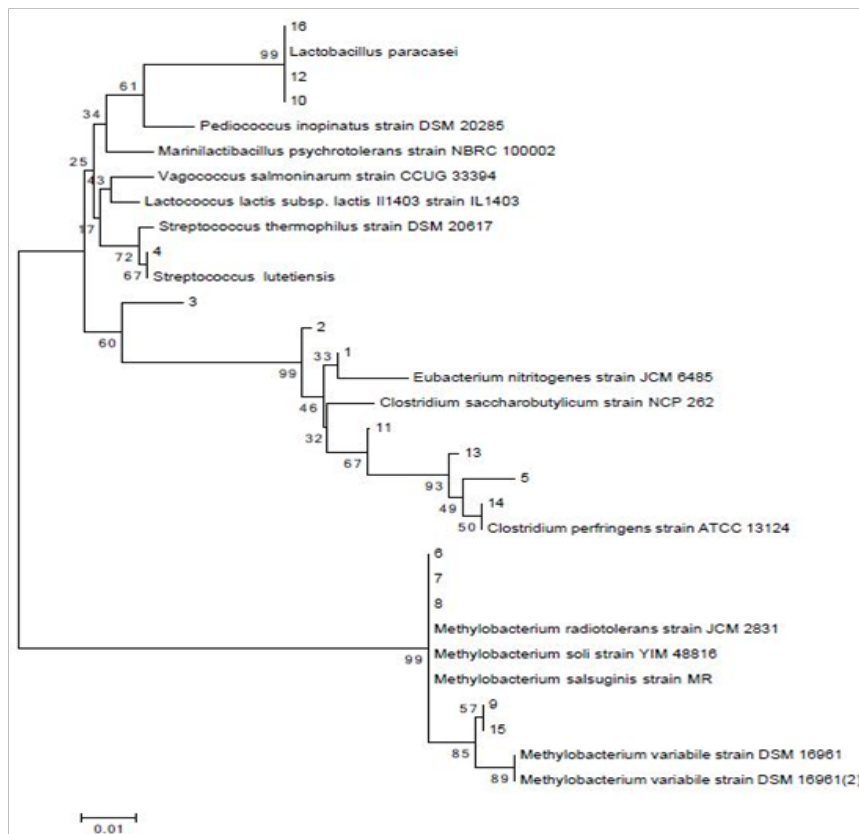 16
99 Lactobacillus paracasei
12
61
10
34
Pediococcus inopinatus strain DSM 20285
Marinilactibacillus psychrotolerans strain NBRC 100002
25
43 Vagococcus salmoninarum strain CCUG 33394
Lactococcus lactis subsp. lactis Il1403 strain IL1403
17 Streptococcus thermophilus strain DSM 20617
72 4
67 Streptococcus lutetiensis
3
60
2
33 1
99
Eubacterium nitritogenes strain JCM 6485
46
Clostridium saccharobutylicum strain NCP 262
32
11
67
13
93
5
49
14
50 Clostridium perfringens strain ATCC 13124
6
7
8
Methylobacterium radiotolerans strain JCM 2831
99 Methylobacterium soli strain YIM 48816
Methylobacterium salsuginis strain MR
57 9
15
85
Methylobacterium variabile strain DSM 16961
89 Methylobacterium variabile strain DSM 16961(2)
0.01